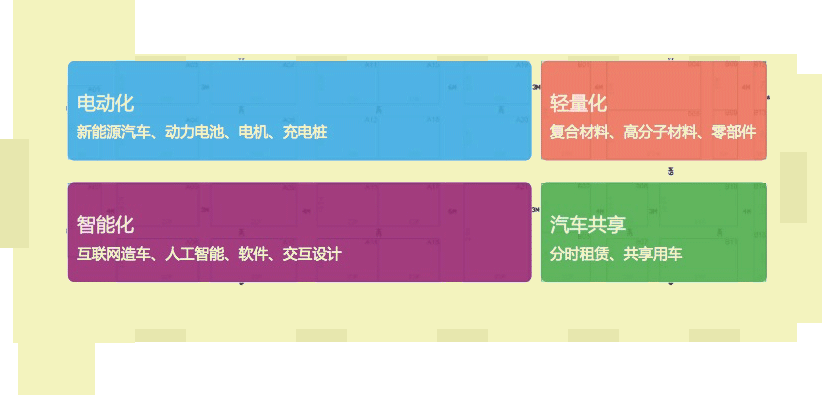 电动化
新能源汽车、动力电池、电机、充电桩
轻量化
复合材料、高分子材料、零部件
智能化
互联网造车、人工智能、软件、交互设计
汽车共享
分时租赁、共享用车